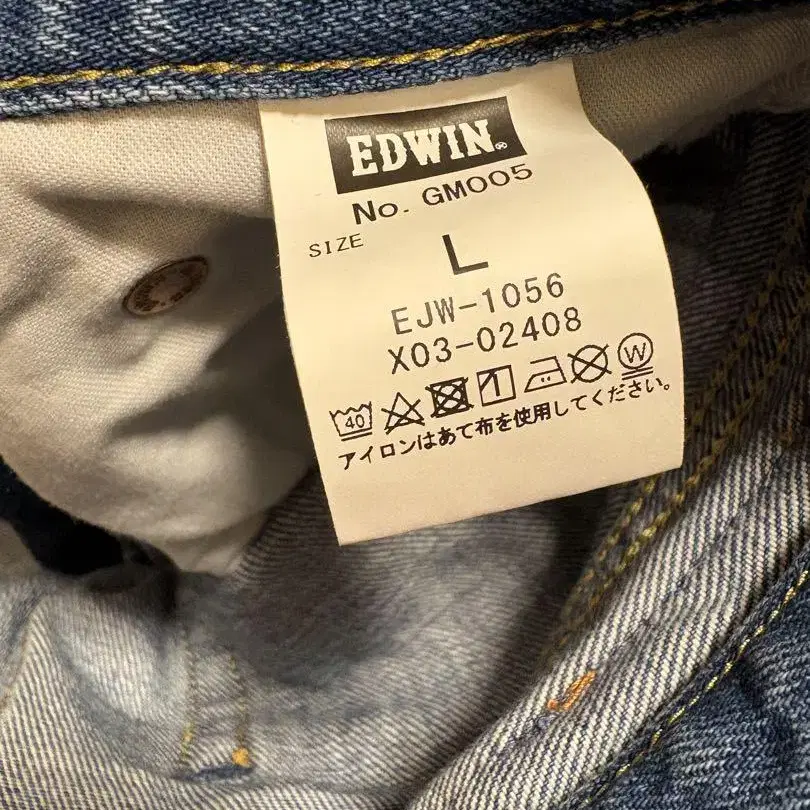 EDWIN®
No. GM005
SIZE
L
EJW-1056
X03-02408
40 W
アイロンはあて布を使用してください。